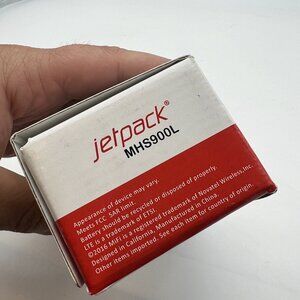 jetpack®
MHS900L
Appearance of device may vary.
Meets FCC SAR limit.
Battery should be recycled or disposed of properly.
LTE is a trademark of ETSI.
©2016 MiFi is a registered trademark of Novatel Wireless, Inc.
Designed in California. Manufactured in China.
Other items imported. See each item for country of origin.